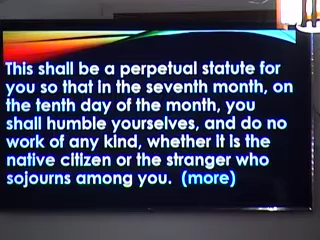 This shall be a perpetual statute for
you so that in the seventh month, on
the tenth day of the month, you
shall humble yourselves, and do no
work of any kind, whether it is the
native citizen or the stranger who
sojourns among you. (more)